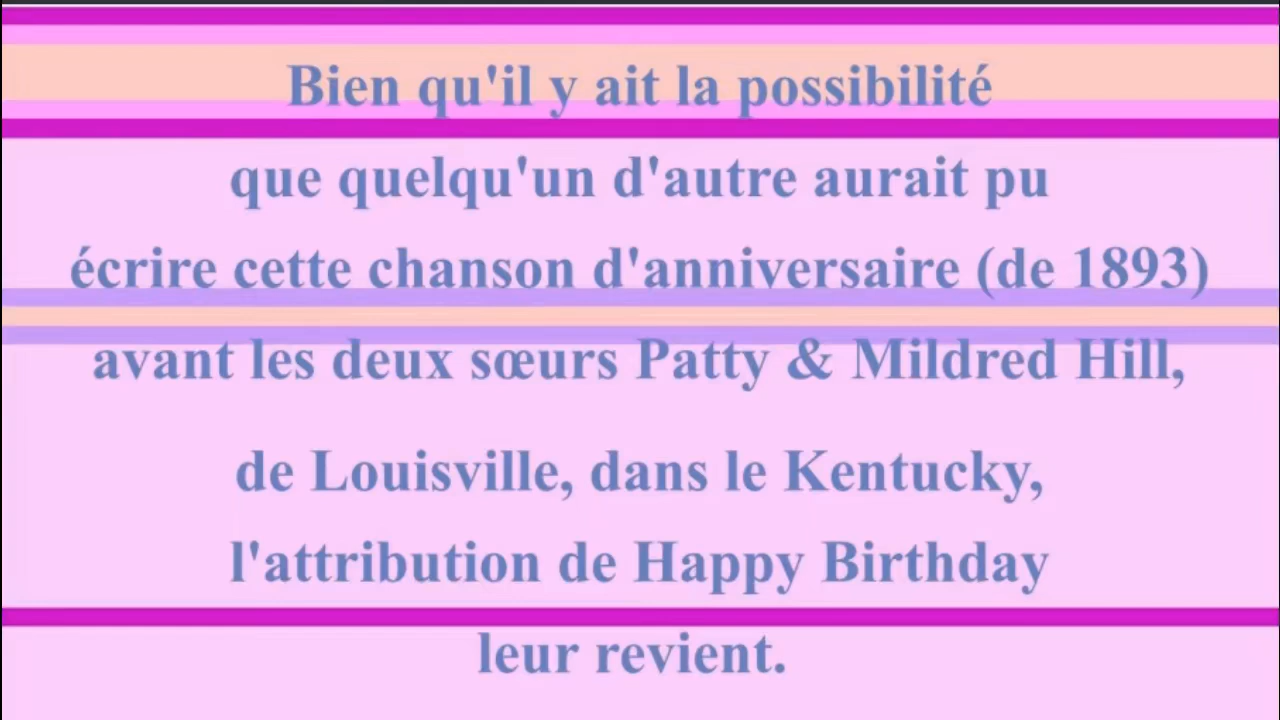 Bien qu'il y ait la possibilité
que quelqu'un d'autre aurait pu
écrire cette chanson d'anniversaire (de 1893)
avant les deux sœurs Patty & Mildred Hill,
de Louisville, dans le Kentucky,
l'attribution de Happy Birthday
leur revient.